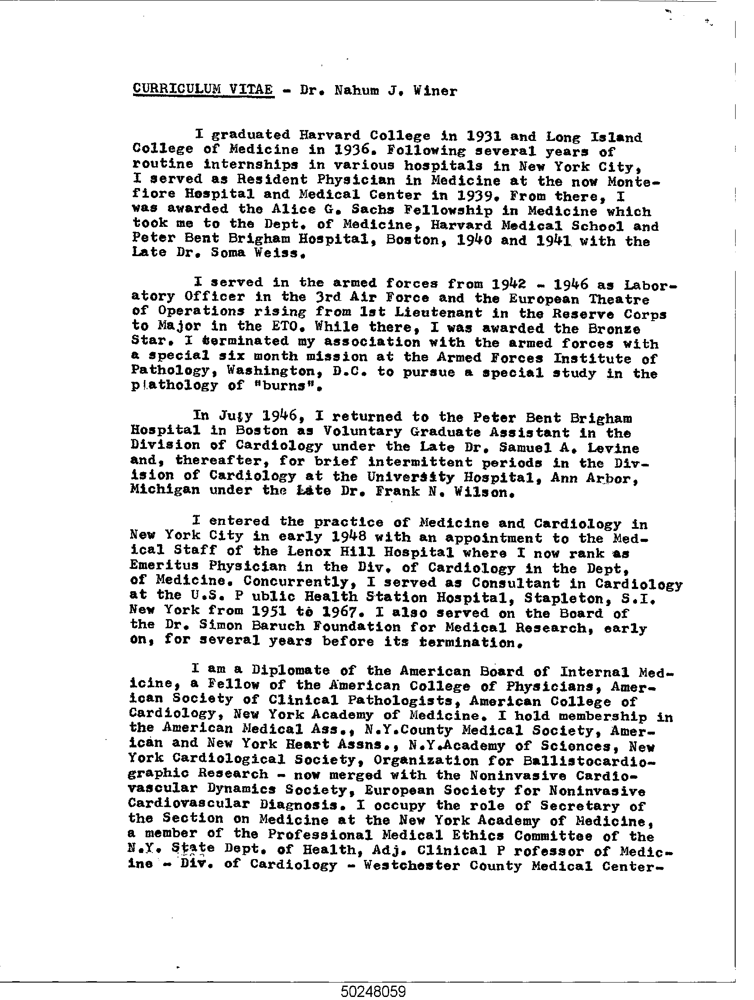 CURRICULUM VITAE - Dr. Nahum J. Winer
I graduated Harvard College in 1931 and Long Island
College of Medicine in 1936. Following several years of
routine internships in various hospitals in New York City,
I served as Resident Physician in Medicine at the now Monte-
fiore Hospital and Medical Center in 1939. From there, I
was awarded the Alice G. Sachs Fellowship in Medicine which
took me to the Dept. of Medicine, Harvard Medical School and
Peter Bent Brigham Hospital, Boston, 1940 and 1941 with the
Late Dr. Soma Weiss.
I served in the armed forces from 1942 - 1946 as Labor-
atory Officer in the 3rd Air Force and the European Theatre
of Operations rising from 1st Lieutenant in the Reserve Corps
to Major in the ETO. While there, I was awarded the Bronze
Star. I terminated my association with the armed forces with
a special six month mission at the Armed Forces Institute of
Pathology, Washington, D.C. to pursue a special study in the
pathology of "burns".
In July 1946, I returned to the Peter Bent Brigham
Hospital in Boston as Voluntary Graduate Assistant in the
Division of Cardiology under the Late Dr. Samuel A. Levine
and, thereafter, for brief intermittent periods in the Div-
ision of Cardiology at the University Hospital, Ann Arbor,
Michigan under the Late Dr. Frank N. Wilson.
I entered the practice of Medicine and Cardiology in
New York City in early 1948 with an appointment to the Med-
ical Staff of the Lenox Hill Hospital where I now rank as
Emeritus Physician in the Div. of Cardiology in the Dept,
of Medicine. Concurrently, I served as Consultant in Cardiology
at the U.S. P ublic Health Station Hospital, Stapleton, S.I.
New York from 1951 to 1967. I also served on the Board of
the Dr. Simon Baruch Foundation for Medical Research, early
on, for several years before its termination.
I am a Diplomate of the American Board of Internal Med-
icine, a Fellow of the American College of Physicians, Amer-
ican Society of Clinical Pathologists, American College of
Cardiology, New York Academy of Medicine. I hold membership in
the American Medical Ass., N.Y.County Medical Society, Amer-
ican and New York Heart Assns., N.Y.Academy of Sciences, New
York Cardiological Society, Organization for Ballistocardio-
graphic Research - now merged with the Noninvasive Cardio-
vascular Dynamics Society, European Society for Noninvasive
Cardiovascular Diagnosis. I occupy the role of Secretary of
the Section on Medicine at the New York Academy of Medicine,
a member of the Professional Medical Ethics Committee of the
N.Y. State Dept. of Health, Adj. Clinical P rofessor of Medic-
ine - Div. of Cardiology - Westchester County Medical Center-
50248059